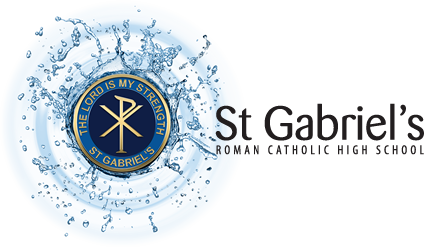 THE LORD IS MY STRENGTH
ST GABRIEL'S
St Gabriel's
ROMAN CATHOLIC HIGH SCHOOL